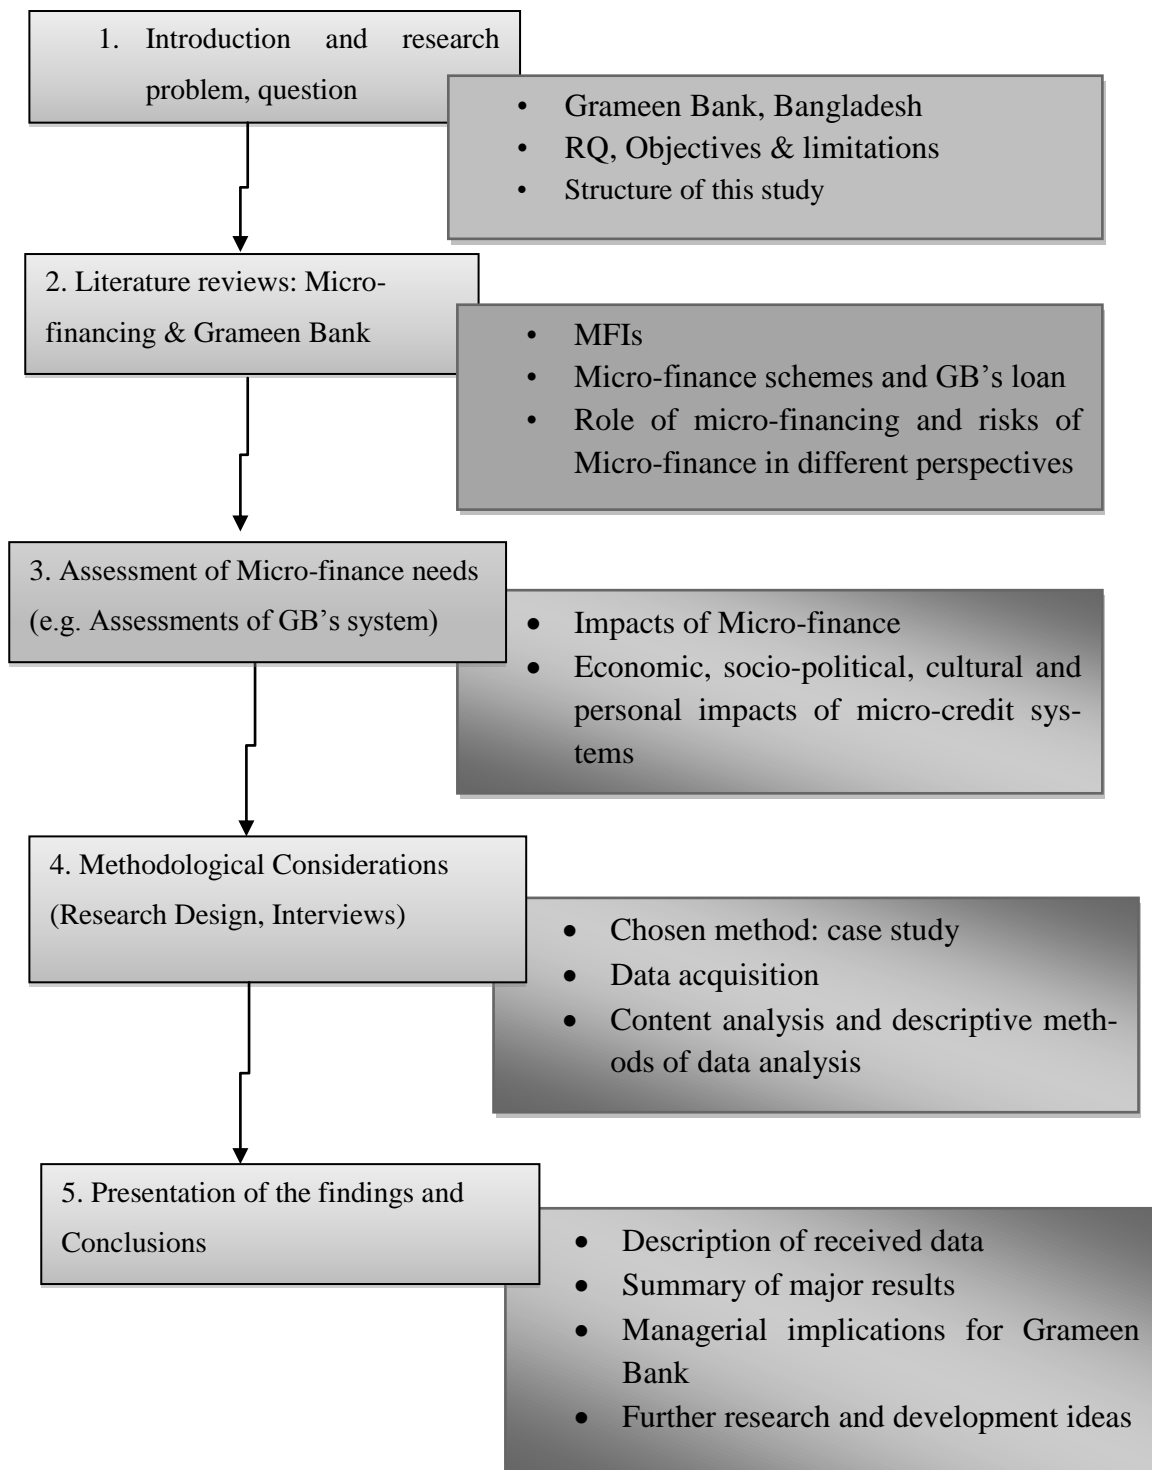 1. Introduction and research
problem, question
• Grameen Bank, Bangladesh
• RQ, Objectives & limitations
• Structure of this study
2. Literature reviews: Micro-
financing & Grameen Bank
• MFIs
• Micro-finance schemes and GB’s loan
• Role of micro-financing and risks of
Micro-finance in different perspectives
3. Assessment of Micro-finance needs
(e.g. Assessments of GB’s system)
• Impacts of Micro-finance
• Economic, socio-political, cultural and
personal impacts of micro-credit sys-
tems
4. Methodological Considerations
(Research Design, Interviews)
• Chosen method: case study
• Data acquisition
• Content analysis and descriptive meth-
ods of data analysis
5. Presentation of the findings and
Conclusions
• Description of received data
• Summary of major results
• Managerial implications for Grameen
Bank
• Further research and development ideas